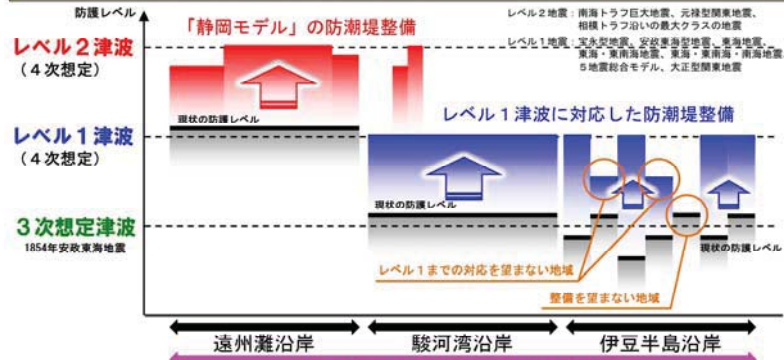 防護レベル
「静岡モデル」の防潮堤整備
レベル2地震：南海トラフ巨大地震、元禄型関東地震、
相模トラフ沿いの最大クラスの地震
レベル1地震：宝永型地震、安政東海型地震、東海地震、
東海・東南海地震、東海・東南海・南海地震
5地震総合モデル、大正型関東地震
レベル2津波
（4次想定）
現状の防護レベル
レベル1津波に対応した防潮堤整備
レベル1津波
（4次想定）
現状の防護レベル
3次想定津波
1854年安政東海地震
現状の防護レベル
レベル1までの対応を望まない地域
整備を望まない地域
遠州灘沿岸
駿河湾沿岸
伊豆半島沿岸